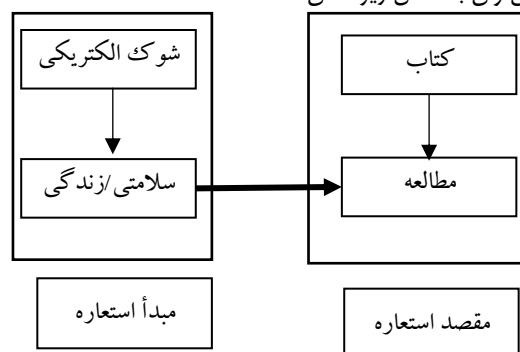 کتاب
شوک الکتریکی
مطالعه
سلامتی/زندگی
مقصد استعاره
مبدأ استعاره